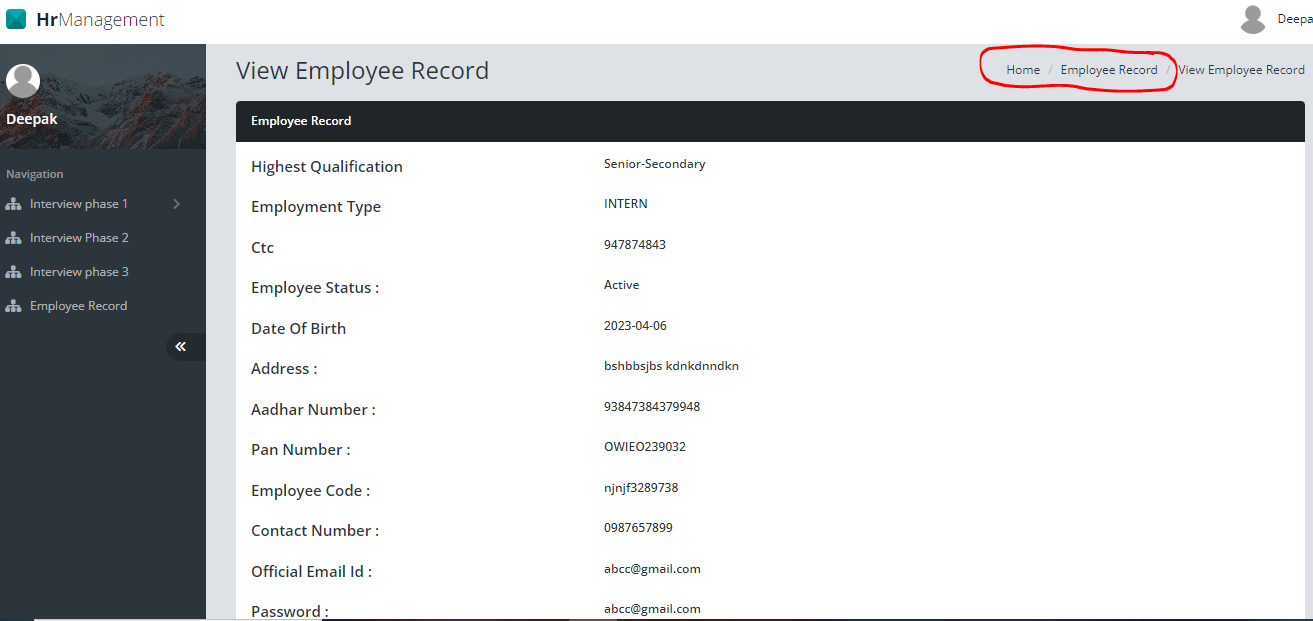 HrManagement
Deepa
Deepak
Navigation
Interview phase 1
Interview Phase 2
Interview phase 3
Employee Record
View Employee Record
Home / Employee Record / View Employee Record
Employee Record
Highest Qualification Senior-Secondary
Employment Type INTERN
Ctc 947874843
Employee Status : Active
Date Of Birth 2023-04-06
Address : bshbbsjbs kdnkdnndkn
Aadhar Number : 93847384379948
Pan Number : OWIEO239032
Employee Code : njnjf3289738
Contact Number : 0987657899
Official Email Id : abcc@gmail.com
Password : abcc@gmail.com